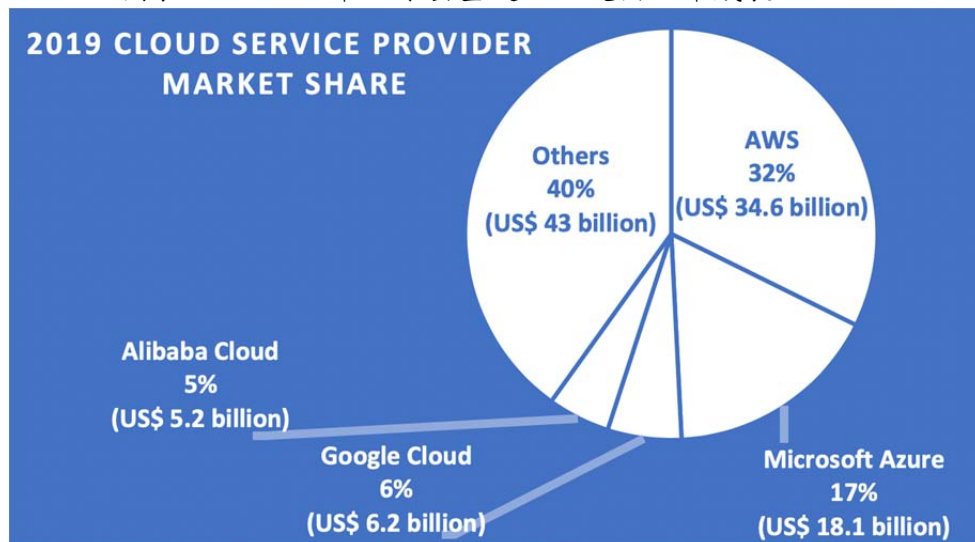 2019 CLOUD SERVICE PROVIDER
MARKET SHARE
Others
40%
(US$ 43 billion)
AWS
32%
(US$ 34.6 billion)
Alibaba Cloud
5%
(US$ 5.2 billion)
Google Cloud
6%
(US$ 6.2 billion)
Microsoft Azure
17%
(US$ 18.1 billion)